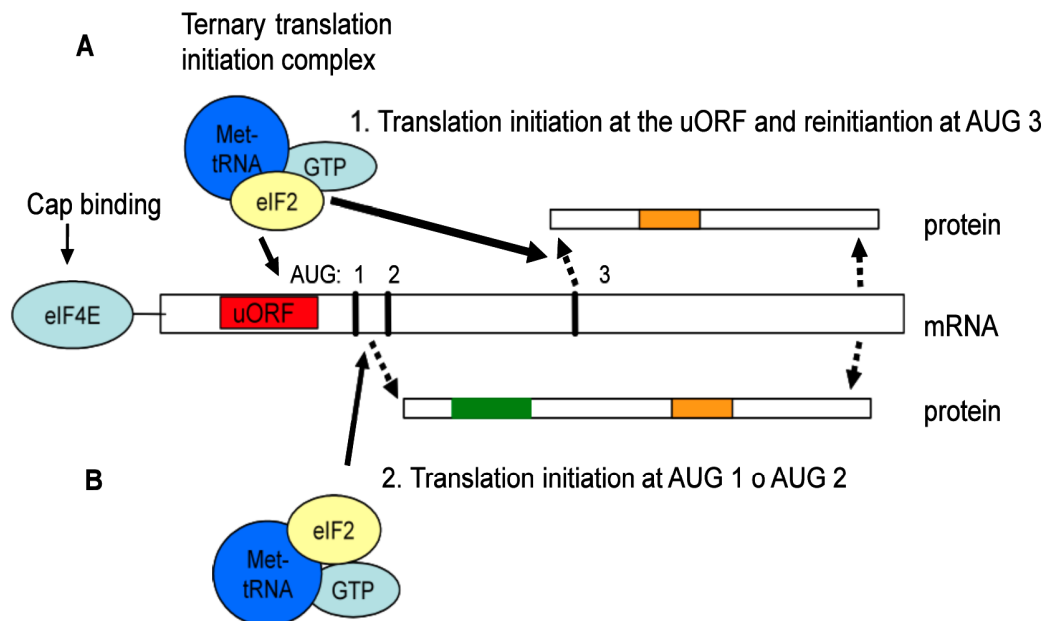 A
Ternary translation
initiation complex
1. Translation initiation at the uORF and reinitiantion at AUG 3
Met-
tRNA
GTP
eIF2
Cap binding
protein
AUG: 1 2 3
eIF4E
uORF
mRNA
protein
B
2. Translation initiation at AUG 1 o AUG 2
eIF2
Met-
tRNA
GTP